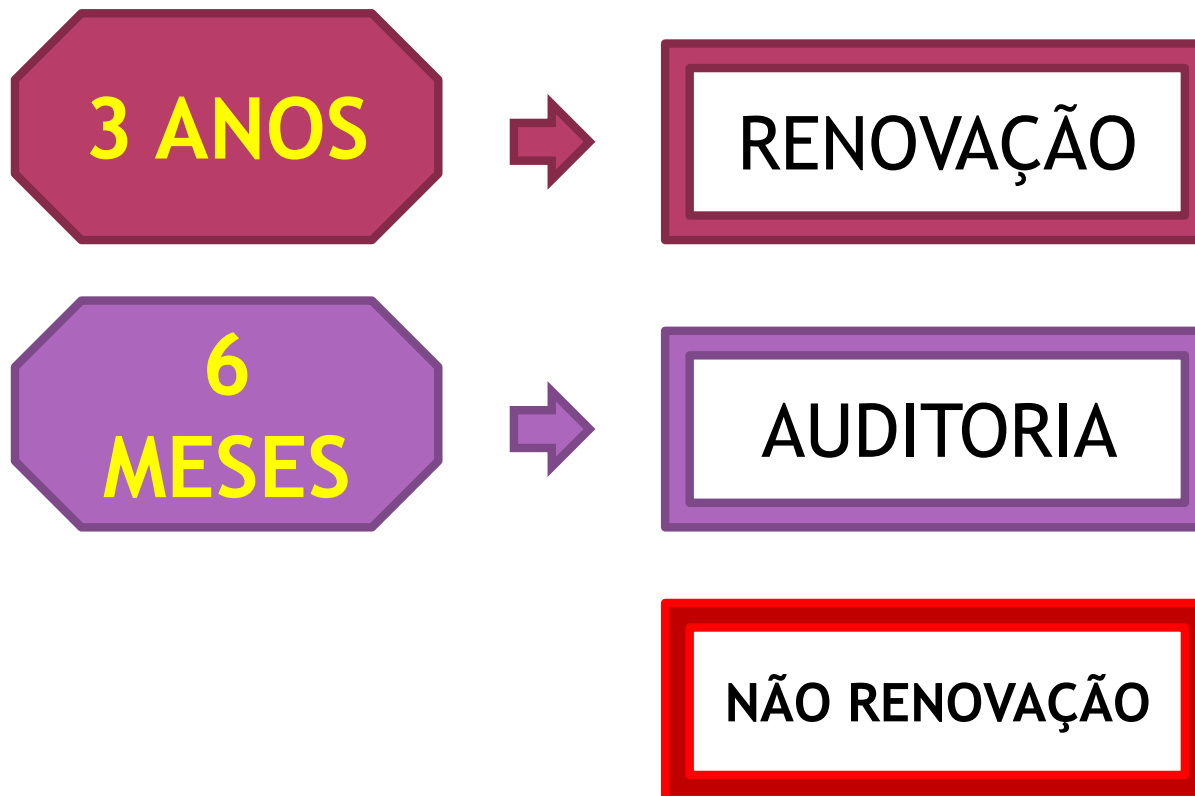 3 ANOS
RENOVAÇÃO
6
MESES
AUDITORIA
NÃO RENOVAÇÃO